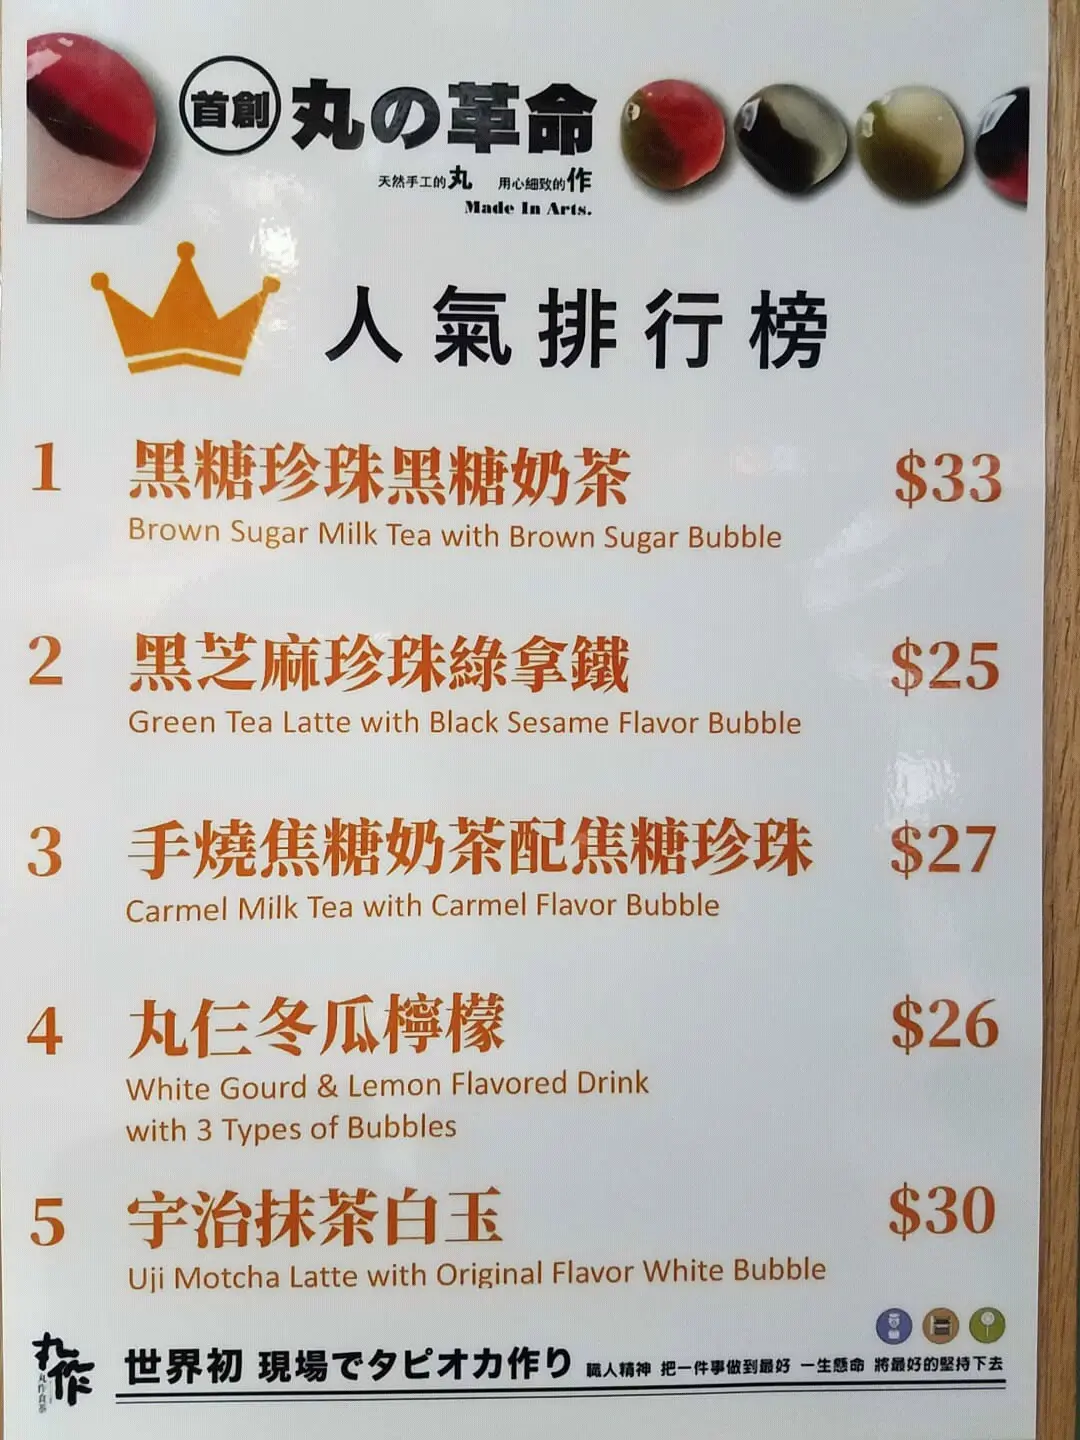 首創 丸の革命
天然手工的丸 用心細致的作
Made In Arts.
人氣排行榜
1 黑糖珍珠黑糖奶茶 $33
Brown Sugar Milk Tea with Brown Sugar Bubble
2 黑芝麻珍珠綠拿鐵 $25
Green Tea Latte with Black Sesame Flavor Bubble
3 手燒焦糖奶茶配焦糖珍珠 $27
Carmel Milk Tea with Carmel Flavor Bubble
4 丸仨冬瓜檸檬 $26
White Gourd & Lemon Flavored Drink
with 3 Types of Bubbles
5 宇治抹茶白玉 $30
Uji Motcha Latte with Original Flavor White Bubble
丸作 丸作食茶
世界初 現場でタピオカ作り 職人精神 把一件事做到最好 一生懸命 將最好的堅持下去